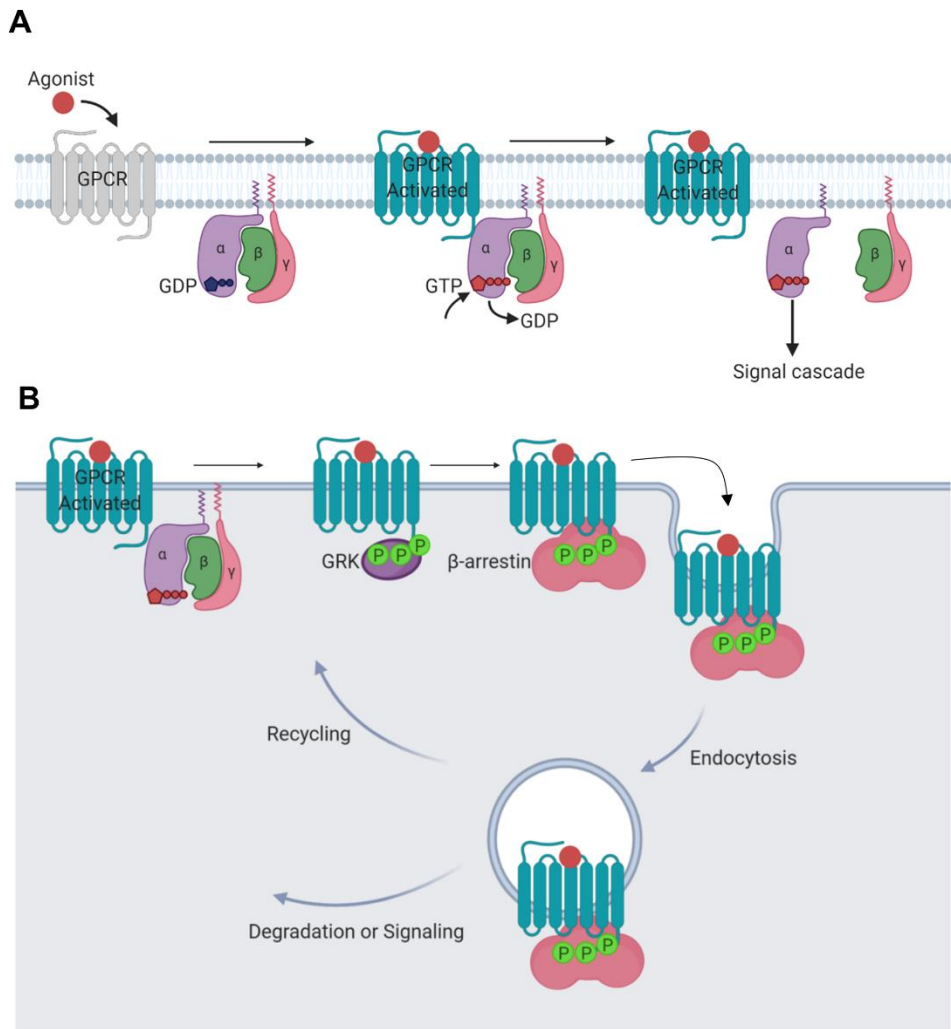 A
Agonist
GPCR
GPCR
Activated
GPCR
Activated
α
β
γ
α
β
γ
α
β
γ
GDP
GTP
GDP
Signal cascade
B
GPCR
Activated
α
β
γ
GRK
P
P
P
β-arrestin
P
P
P
P
P
P
Recycling
Endocytosis
Degradation or Signaling
P
P
P